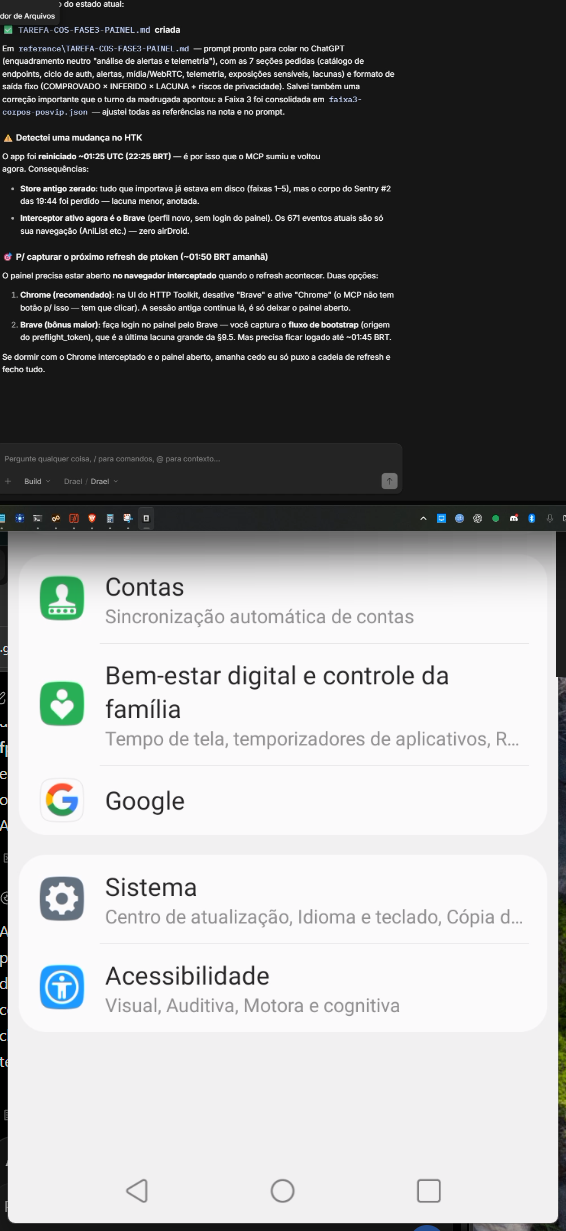 o do estado atual:
dor de Arquivos
TAREFA-COS-FASE3-PAINEL.md criada
Em reference\TAREFA-COS-FASE3-PAINEL.md — prompt pronto para colar no ChatGPT
(enquadramento neutro "análise de alertas e telemetria"), com as 7 seções pedidas (catálogo de
endpoints, ciclo de auth, alertas, mídia/WebRTC, telemetria, exposições sensíveis, lacunas) e formato de
saída fixo (COMPROVADO × INFERIDO × LACUNA + riscos de privacidade). Salvei também uma
correção importante que o turno da madrugada apontou: a Faixa 3 foi consolidada em faixa3-
corpos-posvip.json — ajustei todas as referências na nota e no prompt.
Detectei uma mudança no HTK
O app foi reiniciado ~01:25 UTC (22:25 BRT) — é por isso que o MCP sumiu e voltou
agora. Consequências:
• Store antigo zerado: tudo que importava já estava em disco (faixas 1–5), mas o corpo do Sentry #2
das 19:44 foi perdido — lacuna menor, anotada.
• Interceptor ativo agora é o Brave (perfil novo, sem login do painel). Os 671 eventos atuais são só
sua navegação (AniList etc.) — zero airDroid.
P/ capturar o próximo refresh de ptoken (~01:50 BRT amanhã)
O painel precisa estar aberto no navegador interceptado quando o refresh acontecer. Duas opções:
1. Chrome (recomendado): na UI do HTTP Toolkit, desative "Brave" e ative "Chrome" (o MCP não tem
botão p/ isso — tem que clicar). A sessão antiga continua lá, é só deixar o painel aberto.
2. Brave (bônus maior): faça login no painel pelo Brave — você captura o fluxo de bootstrap (origem
do preflight_token), que é a última lacuna grande da §9.5. Mas precisa ficar logado até ~01:45 BRT.
Se dormir com o Chrome interceptado e o painel aberto, amanhã cedo eu só puxo a cadeia de refresh e
fecho tudo.
Pergunte qualquer coisa, / para comandos, @ para contexto...
Build
Drael / Drael
Contas
Sincronização automática de contas
Bem-estar digital e controle da
família
Tempo de tela, temporizadores de aplicativos, R...
Google
Sistema
Centro de atualização, Idioma e teclado, Cópia d...
Acessibilidade
Visual, Auditiva, Motora e cognitiva